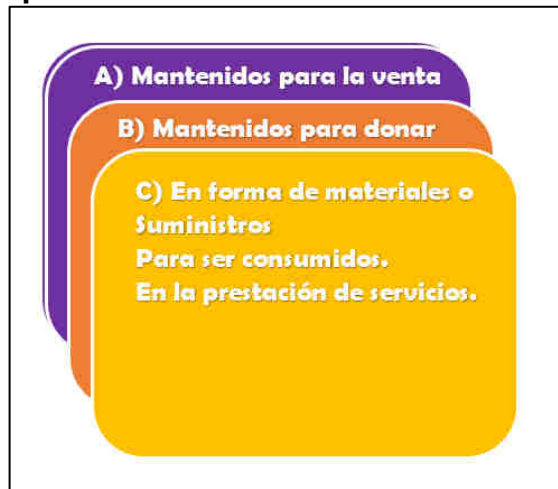 A) Mantenidos para la venta
B) Mantenidos para donar
C) En forma de materiales o
Suministros
Para ser consumidos.
En la prestación de servicios.